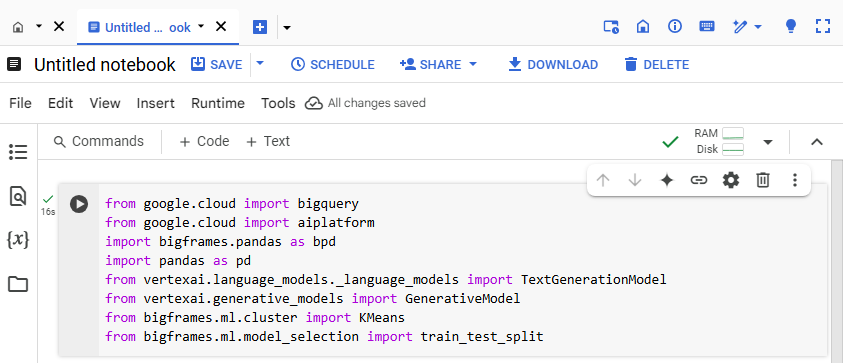 Untitled ... ook
Untitled notebook SAVE SCHEDULE SHARE DOWNLOAD DELETE
File Edit View Insert Runtime Tools All changes saved
Commands + Code + Text RAM
Disk
{x}
16s
from google.cloud import bigquery
from google.cloud import aiplatform
import bigframes.pandas as bpd
import pandas as pd
from vertexai.language_models._language_models import TextGenerationModel
from vertexai.generative_models import GenerativeModel
from bigframes.ml.cluster import KMeans
from bigframes.ml.model_selection import train_test_split